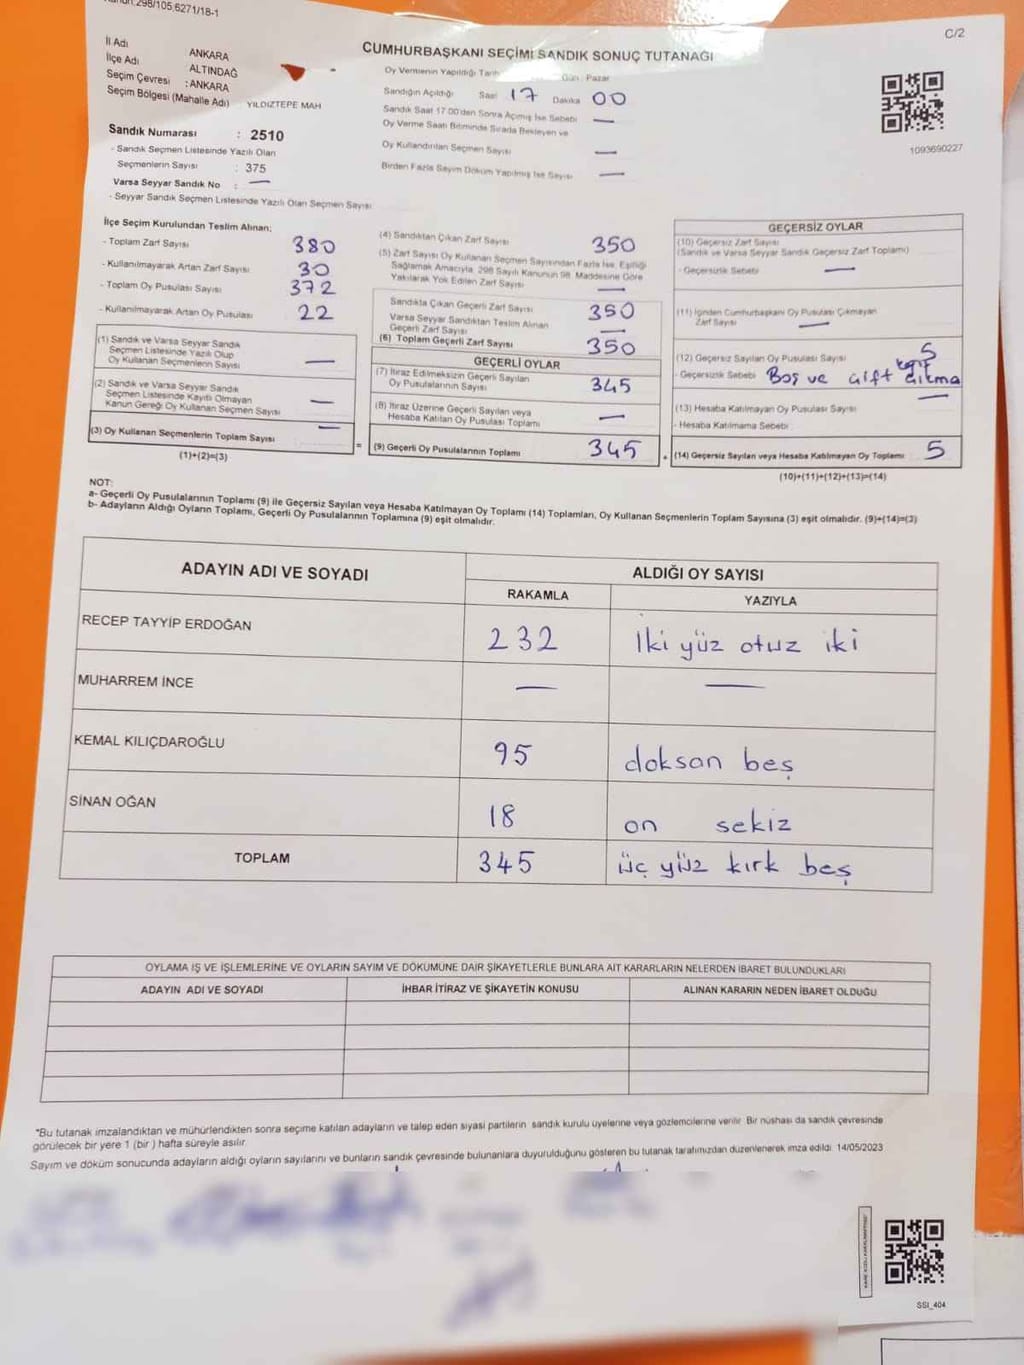 Kanun:298/105,6271/18-1
C/2
İl Adı
ANKARA
İlçe Adı
ALTINDAĞ
Seçim Çevresi : ANKARA
Seçim Bölgesi (Mahalle Adı) YILDIZTEPE MAH
Sandık Numarası : 2510
- Sandık Seçmen Listesinde Yazılı Olan
Seçmenlerin Sayısı : 375
Varsa Seyyar Sandık No : —
- Seyyar Sandık Seçmen Listesinde Yazılı Olan Seçmen Sayısı:
CUMHURBAŞKANI SEÇİMİ SANDIK SONUÇ TUTANAĞI
Oy Vermenin Yapıldığı Tarih Gün: Pazar
Sandığın Açıldığı Saat 17 Dakika 00
Sandık Saat 17.00'den Sonra Açılmış İse Sebebi —
Oy Verme Saati Bitiminde Sırada Bekleyen ve
Oy Kullandırılan Seçmen Sayısı —
Birden Fazla Sayım Döküm Yapılmış İse Sayısı —
1093690227
İlçe Seçim Kurulundan Teslim Alınan;
- Toplam Zarf Sayısı 380
- Kullanılmayarak Artan Zarf Sayısı 30
- Toplam Oy Pusulası Sayısı 372
- Kullanılmayarak Artan Oy Pusulası 22
(1) Sandık ve Varsa Seyyar Sandık
Seçmen Listesinde Yazılı Olup
Oy Kullanan Seçmenlerin Sayısı —
(2) Sandık ve Varsa Seyyar Sandık
Seçmen Listesinde Kayıtlı Olmayan
Kanun Gereği Oy Kullanan Seçmen Sayısı —
(3) Oy Kullanan Seçmenlerin Toplam Sayısı —
(1)+(2)=(3)
(4) Sandıktan Çıkan Zarf Sayısı 350
(5) Zarf Sayısı Oy Kullanan Seçmen Sayısından Fazla İse, Eşitliği
Sağlamak Amacıyla, 298 Sayılı Kanunun 98. Maddesine Göre
Yakılarak Yok Edilen Zarf Sayısı —
Sandıkta Çıkan Geçerli Zarf Sayısı 350
Varsa Seyyar Sandıktan Teslim Alınan
Geçerli Zarf Sayısı —
(6) Toplam Geçerli Zarf Sayısı 350
GEÇERLİ OYLAR
(7) İtiraz Edilmeksizin Geçerli Sayılan
Oy Pusulalarının Sayısı 345
(8) İtiraz Üzerine Geçerli Sayılan veya
Hesaba Katılan Oy Pusulası Toplamı —
= (9) Geçerli Oy Pusulalarının Toplamı 345 +
GEÇERSİZ OYLAR
(10) Geçersiz Zarf Sayısı
(Sandık ve Varsa Seyyar Sandık Geçersiz Zarf Toplamı)
- Geçersizlik Sebebi —
(11) İçinden Cumhurbaşkanı Oy Pusulası Çıkmayan
Zarf Sayısı —
(12) Geçersiz Sayılan Oy Pusulası Sayısı 5
- Geçersizlik Sebebi Boş ve çift
(13) Hesaba Katılmayan Oy Pusulası Sayısı —
- Hesaba Katılmama Sebebi
(14) Geçersiz Sayılan veya Hesaba Katılmayan Oy Toplamı 5
(10)+(11)+(12)+(13)=(14)
NOT:
a- Geçerli Oy Pusulalarının Toplamı (9) ile Geçersiz Sayılan veya Hesaba Katılmayan Oy Toplamı (14) Toplamları, Oy Kullanan Seçmenlerin Toplam Sayısına (3) eşit olmalıdır. (9)+(14)=(3)
b- Adayların Aldığı Oyların Toplamı, Geçerli Oy Pusulalarının Toplamına (9) eşit olmalıdır.
ADAYIN ADI VE SOYADI
ALDIĞI OY SAYISI
RAKAMLA YAZIYLA
RECEP TAYYİP ERDOĞAN 232 İki yüz otuz iki
MUHARREM İNCE — —
KEMAL KILIÇDAROĞLU 95 doksan beş
SİNAN OĞAN 18 on sekiz
TOPLAM 345 üç yüz kırk beş
OYLAMA İŞ VE İŞLEMLERİNE VE OYLARIN SAYIM VE DÖKÜMÜNE DAİR ŞİKAYETLERLE BUNLARA AİT KARARLARIN NELERDEN İBARET BULUNDUKLARI
ADAYIN ADI VE SOYADI İHBAR İTİRAZ VE ŞİKAYETİN KONUSU ALINAN KARARIN NEDEN İBARET OLDUĞU
"Bu tutanak imzalandıktan ve mühürlendikten sonra seçime katılan adayların ve talep eden siyasi partilerin sandık kurulu üyelerine veya gözlemcilerine verilir. Bir nüshası da sandık çevresinde
görülecek bir yere 1 (bir ) hafta süreyle asılır.
Sayım ve döküm sonucunda adayların aldığı oyların sayılarını ve bunların sandık çevresinde bulunanlara duyurulduğunu gösteren bu tutanak tarafımızdan düzenlenerek imza edildi. 14/05/2023
SSI_404